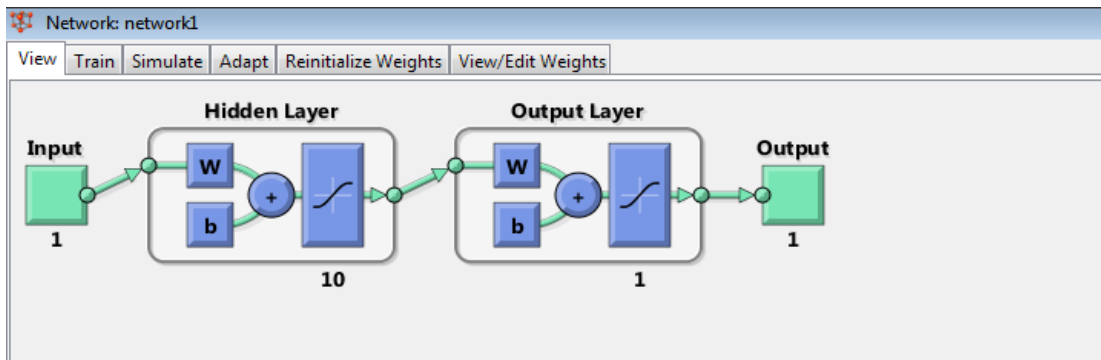 Network: network1
View Train Simulate Adapt Reinitialize Weights View/Edit Weights
Hidden Layer Output Layer
Input Output
W W
+ +
b b
1 1
10 1